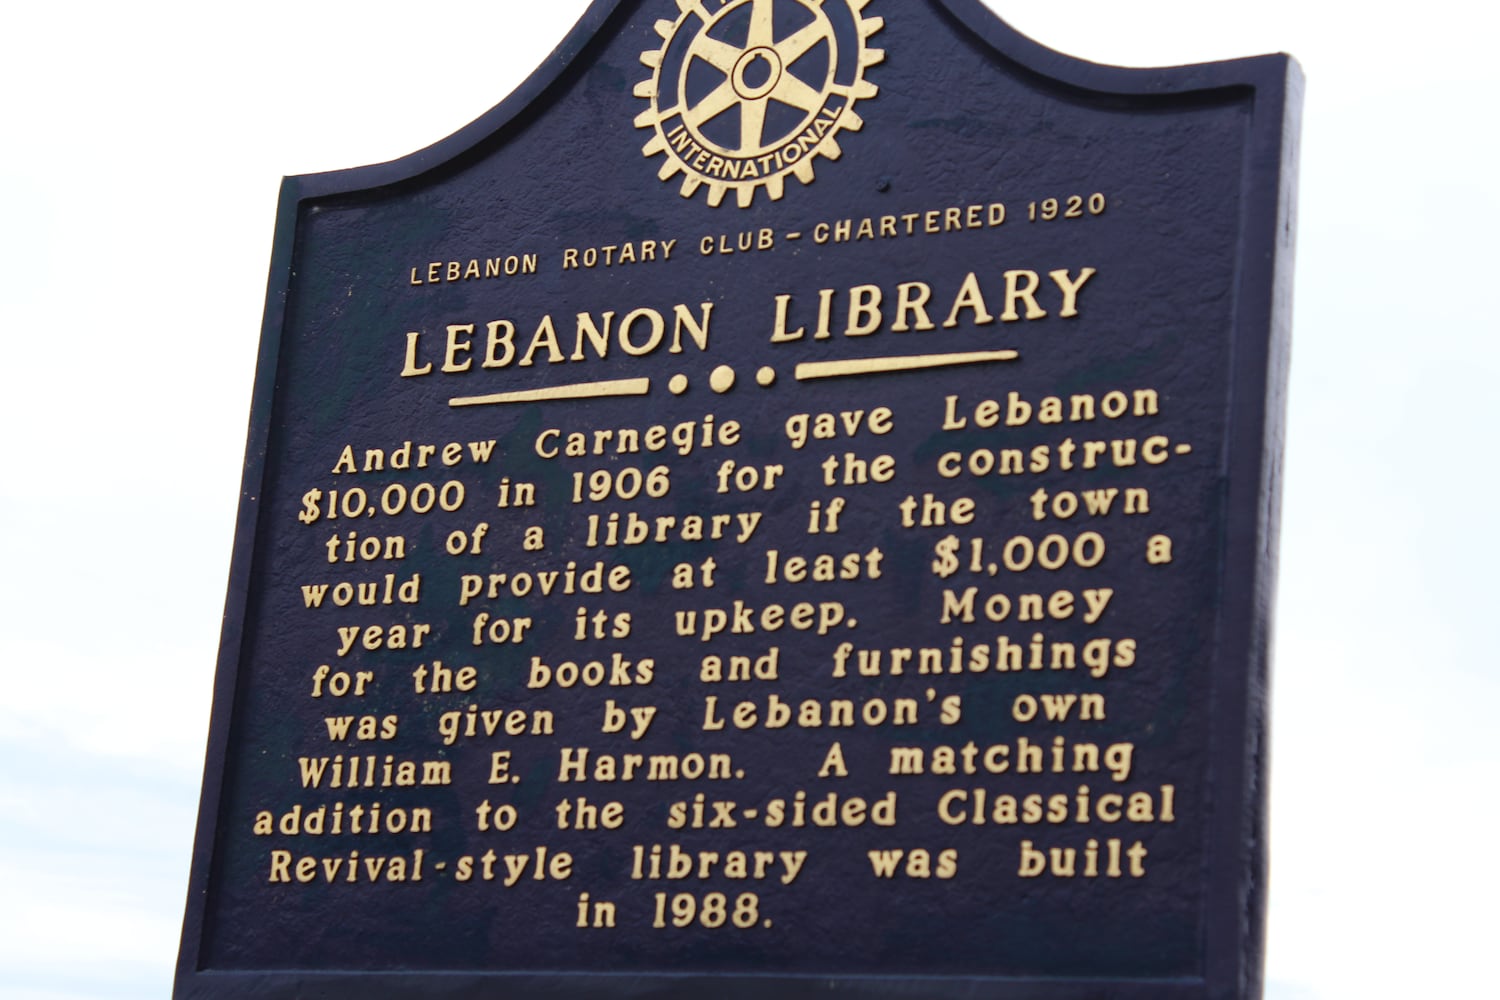 INTERNATIONAL
LEBANON ROTARY CLUB - CHARTERED 1920
LEBANON LIBRARY
Andrew Carnegie gave Lebanon
$10,000 in 1906 for the construc-
tion of a library if the town
would provide at least $1,000 a
year for its upkeep. Money
for the books and furnishings
was given by Lebanon's own
William E. Harmon. A matching
addition to the six-sided Classical
Revival-style library was built
in 1988.